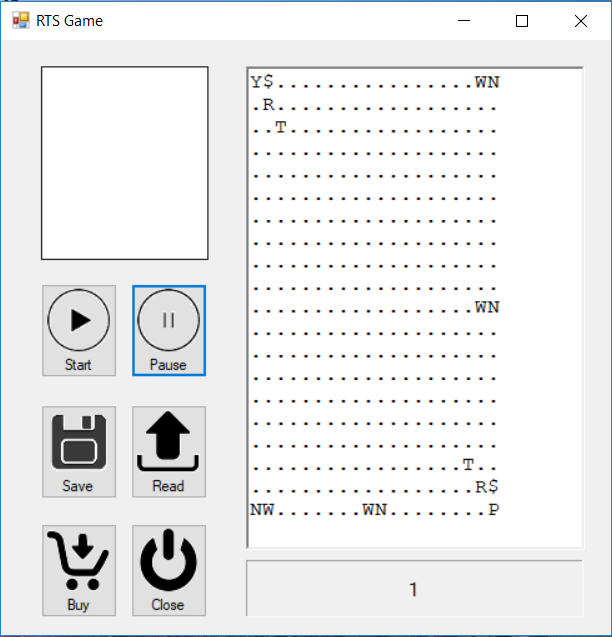 RTS Game
Y$................WN
.R..................
..T.................
....................
....................
....................
....................
....................
....................
....................
..................WN
....................
....................
....................
....................
....................
....................
.................T..
..................R$
NW.......WN........P
Start
Pause
Save
Read
Buy
Close
1